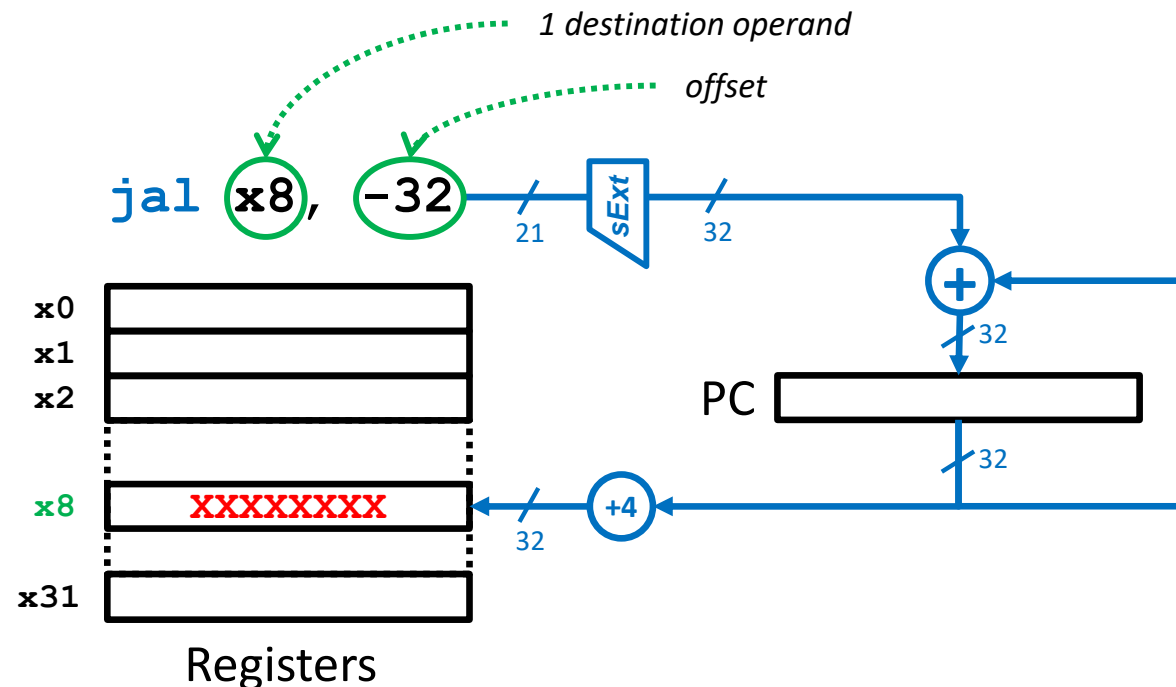 1 destination operand
offset
jal x8, -32
21
sExt
32
+
32
x0
x1
x2
PC
32
x8 XXXXXXXX
32
+4
x31
Registers